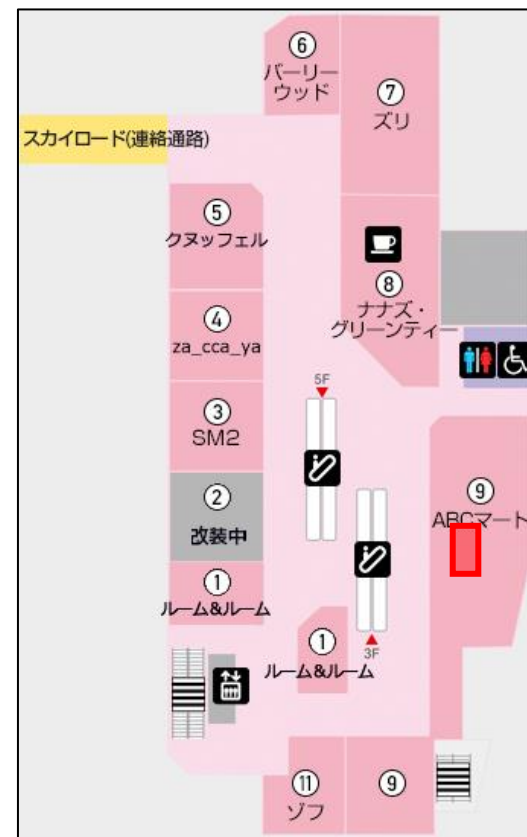 ⑥
バーリー
ウッド
⑦
ズリ
スカイロード(連絡通路)
⑤
クヌッフェル
⑧
ナナズ・
グリーンティー
④
za_cca_ya
5F
③
SM2
⑨
ABCマート
②
改装中
①
ルーム&ルーム
①
ルーム&ルーム
3F
⑪
ゾフ
⑨